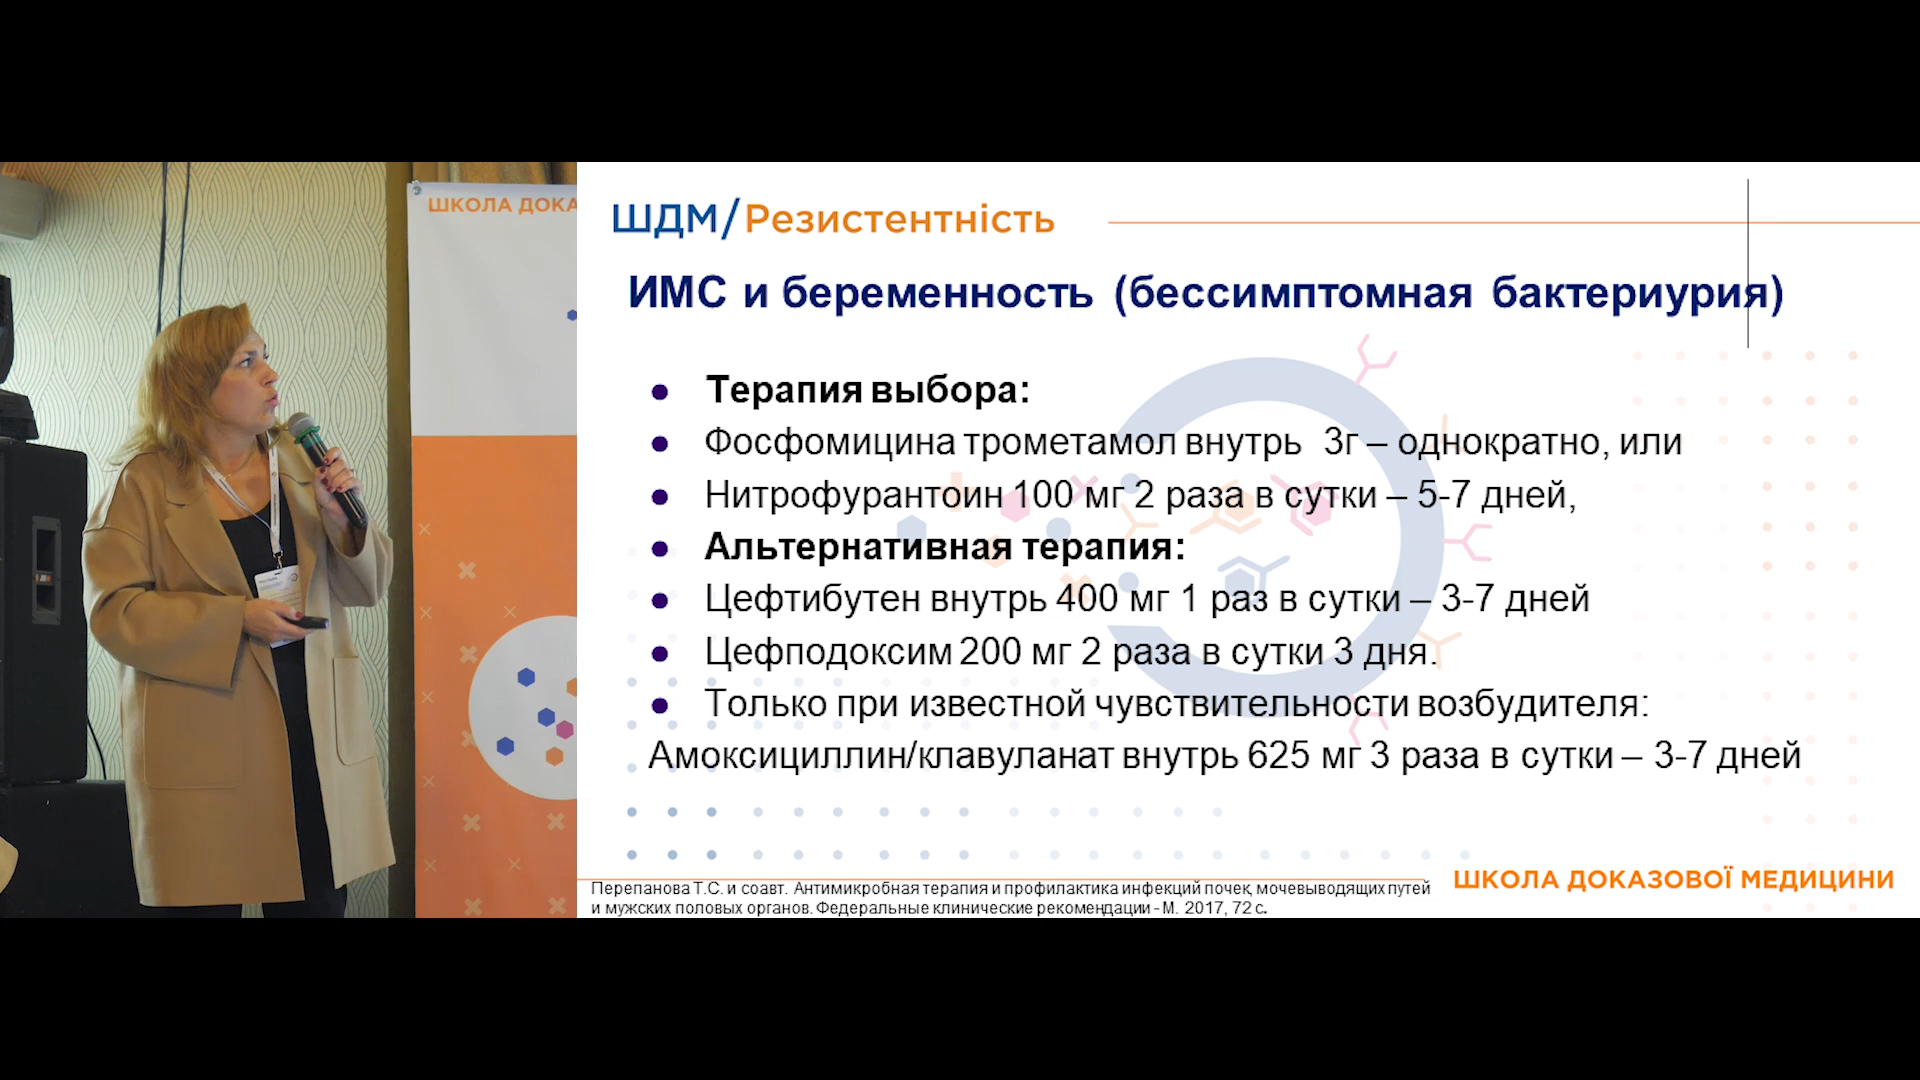 ШКОЛА ДОКА
ШДМ/Резистентність
ИМС и беременность (бессимптомная бактериурия)
● Терапия выбора:
● Фосфомицина трометамол внутрь 3г – однократно, или
● Нитрофурантоин 100 мг 2 раза в сутки – 5-7 дней,
● Альтернативная терапия:
● Цефтибутен внутрь 400 мг 1 раз в сутки – 3-7 дней
● Цефподоксим 200 мг 2 раза в сутки 3 дня.
● Только при известной чувствительности возбудителя:
Амоксициллин/клавуланат внутрь 625 мг 3 раза в сутки – 3-7 дней
Перепанова Т.С. и соавт. Антимикробная терапия и профилактика инфекций почек, мочевыводящих путей
и мужских половых органов. Федеральные клинические рекомендации - М. 2017, 72 с.
ШКОЛА ДОКАЗОВОЇ МЕДИЦИНИ